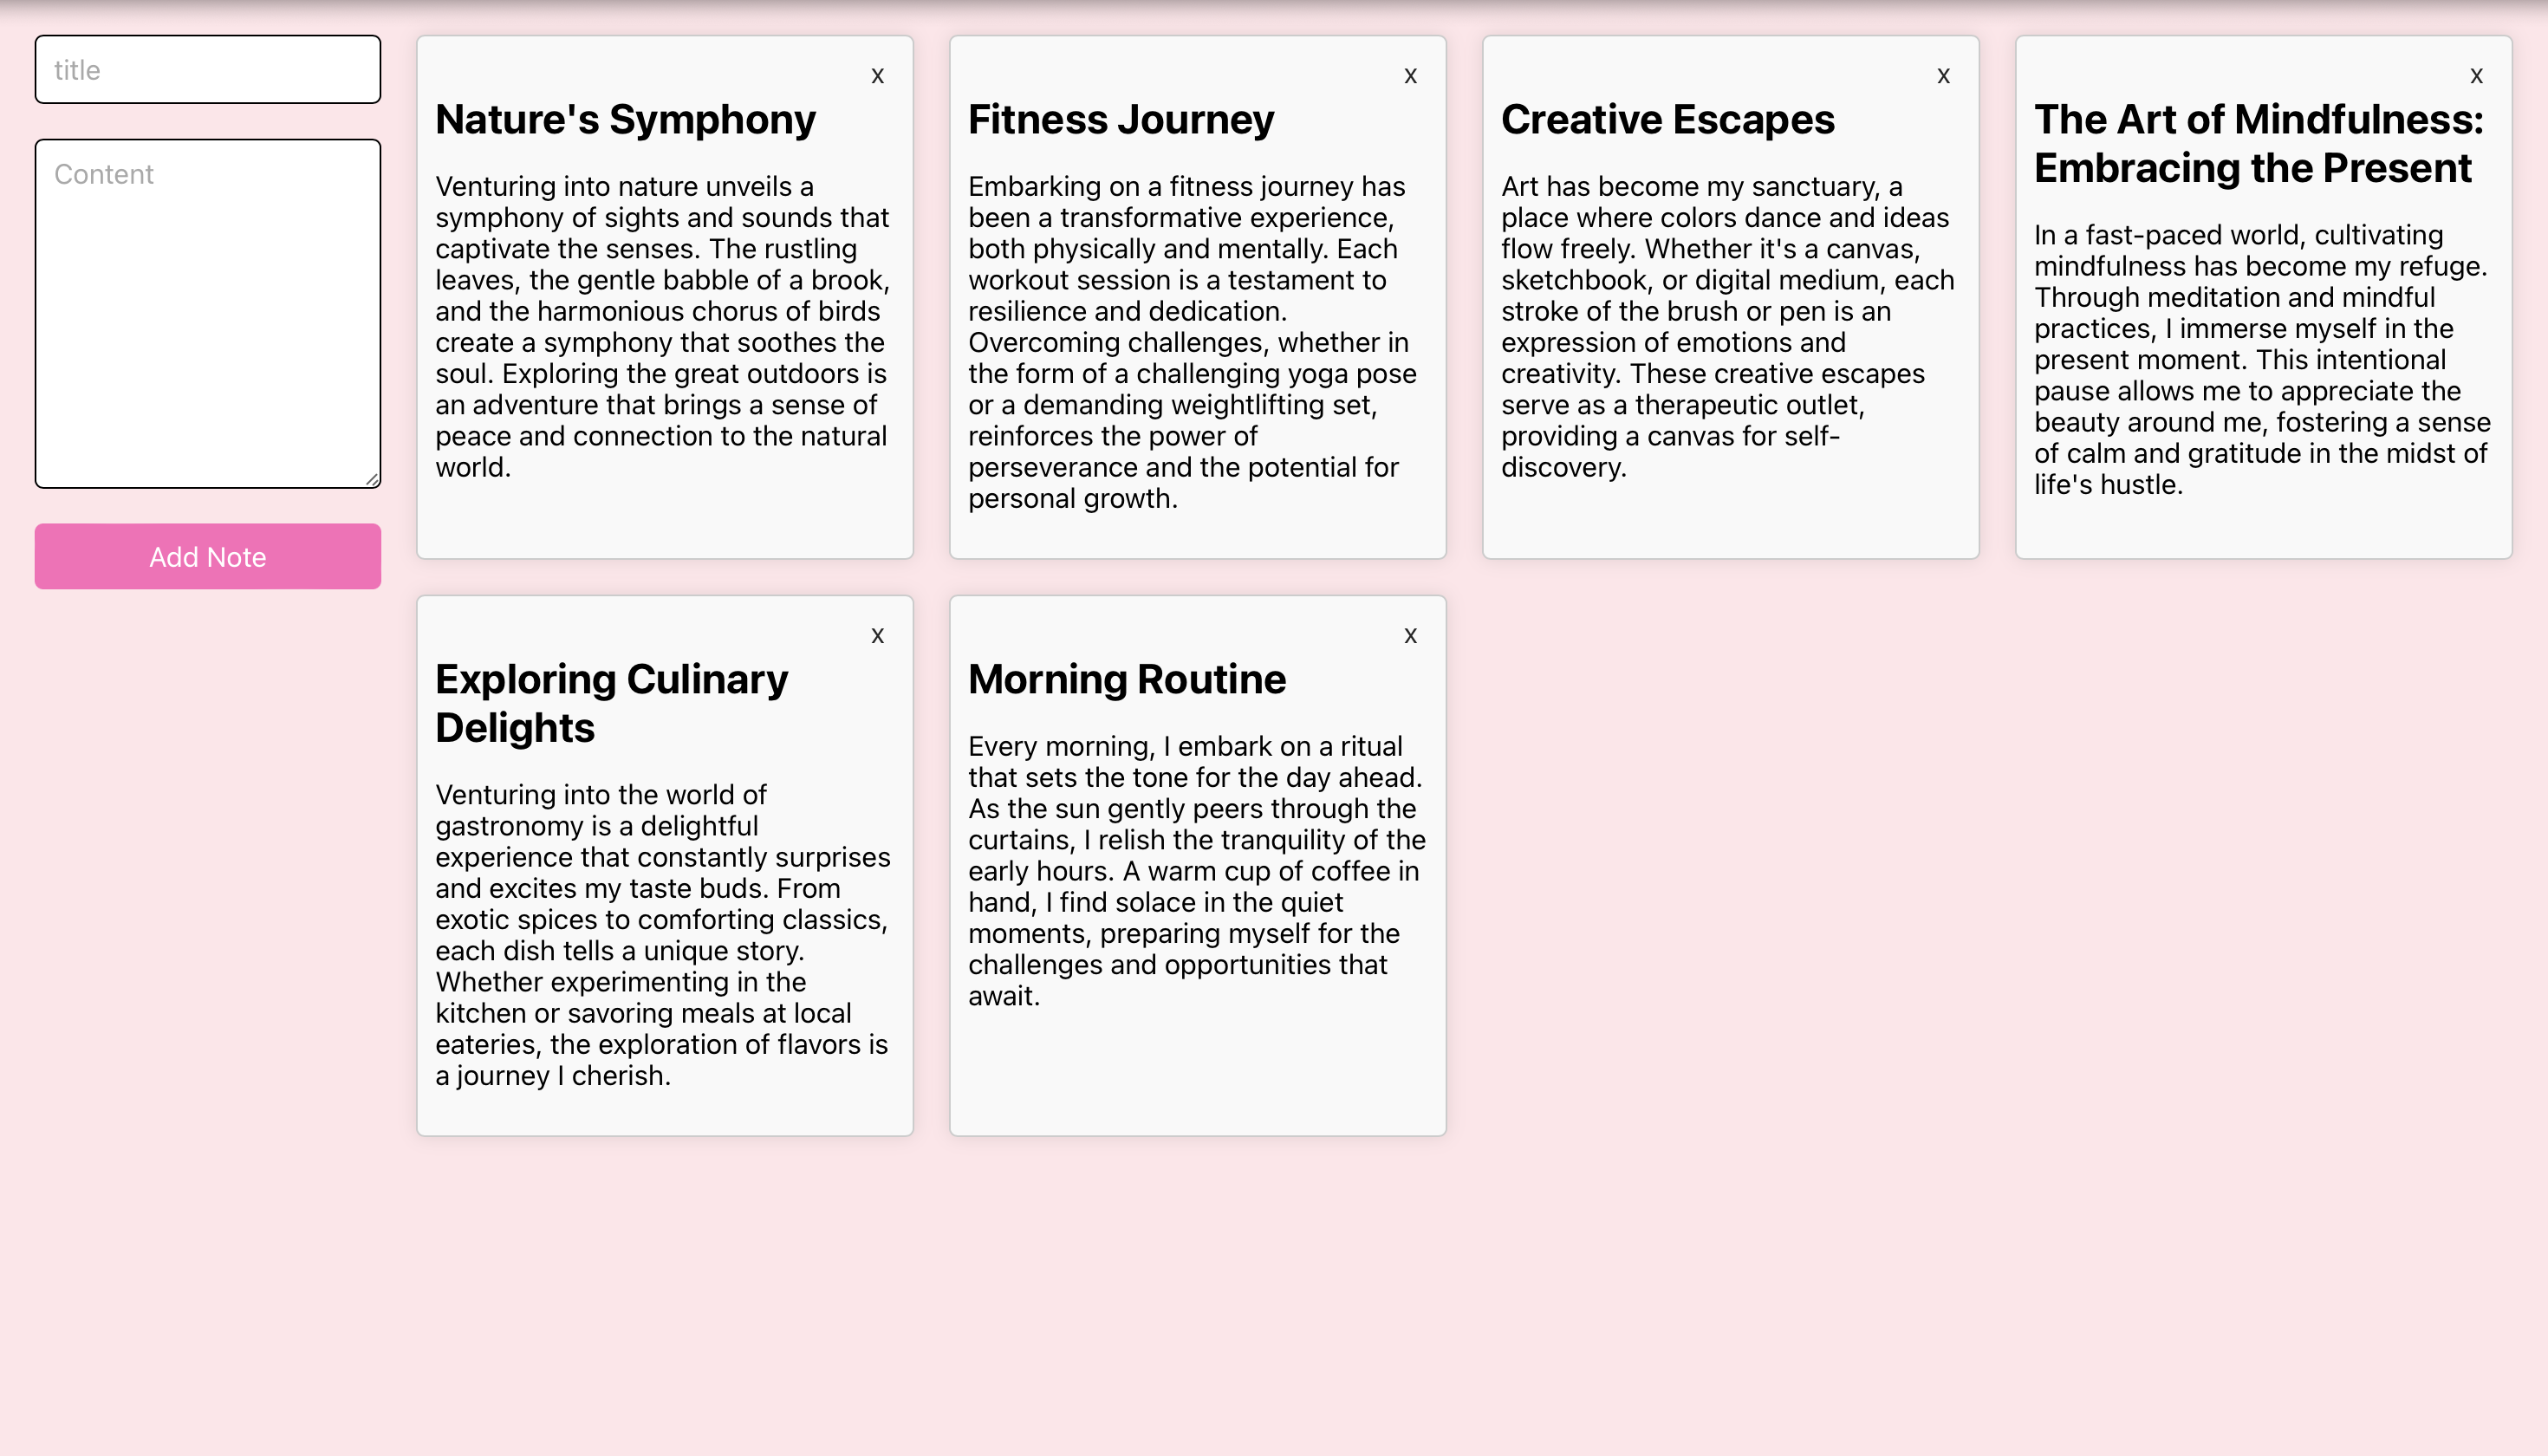 title
Content
Add Note
x
Nature's Symphony
Venturing into nature unveils a
symphony of sights and sounds that
captivate the senses. The rustling
leaves, the gentle babble of a brook,
and the harmonious chorus of birds
create a symphony that soothes the
soul. Exploring the great outdoors is
an adventure that brings a sense of
peace and connection to the natural
world.
x
Fitness Journey
Embarking on a fitness journey has
been a transformative experience,
both physically and mentally. Each
workout session is a testament to
resilience and dedication.
Overcoming challenges, whether in
the form of a challenging yoga pose
or a demanding weightlifting set,
reinforces the power of
perseverance and the potential for
personal growth.
x
Creative Escapes
Art has become my sanctuary, a
place where colors dance and ideas
flow freely. Whether it's a canvas,
sketchbook, or digital medium, each
stroke of the brush or pen is an
expression of emotions and
creativity. These creative escapes
serve as a therapeutic outlet,
providing a canvas for self-
discovery.
x
The Art of Mindfulness:
Embracing the Present
In a fast-paced world, cultivating
mindfulness has become my refuge.
Through meditation and mindful
practices, I immerse myself in the
present moment. This intentional
pause allows me to appreciate the
beauty around me, fostering a sense
of calm and gratitude in the midst of
life's hustle.
x
Exploring Culinary
Delights
Venturing into the world of
gastronomy is a delightful
experience that constantly surprises
and excites my taste buds. From
exotic spices to comforting classics,
each dish tells a unique story.
Whether experimenting in the
kitchen or savoring meals at local
eateries, the exploration of flavors is
a journey I cherish.
x
Morning Routine
Every morning, I embark on a ritual
that sets the tone for the day ahead.
As the sun gently peers through the
curtains, I relish the tranquility of the
early hours. A warm cup of coffee in
hand, I find solace in the quiet
moments, preparing myself for the
challenges and opportunities that
await.